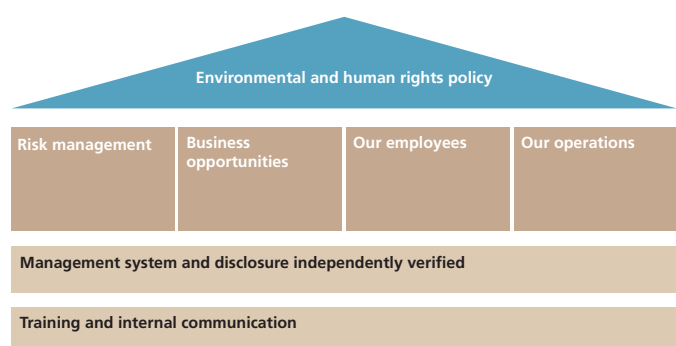 Environmental and human rights policy
Risk management
Business
opportunities
Our employees
Our operations
Management system and disclosure independently verified
Training and internal communication